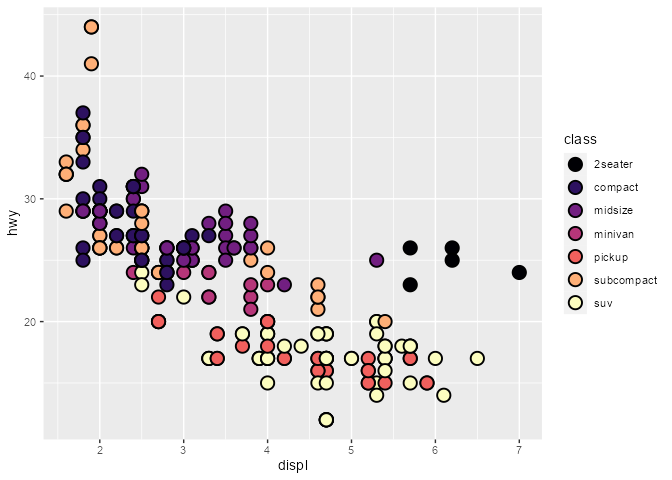 40
30
20
hwy
2
3
4
5
6
7
displ
class
2seater
compact
midsize
minivan
pickup
subcompact
suv